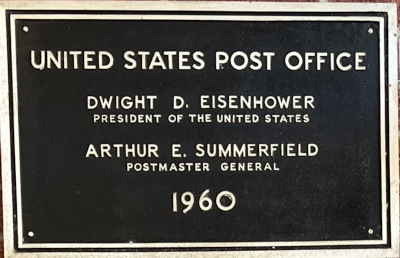 UNITED STATES POST OFFICE
DWIGHT D. EISENHOWER
PRESIDENT OF THE UNITED STATES
ARTHUR E. SUMMERFIELD
POSTMASTER GENERAL
1960